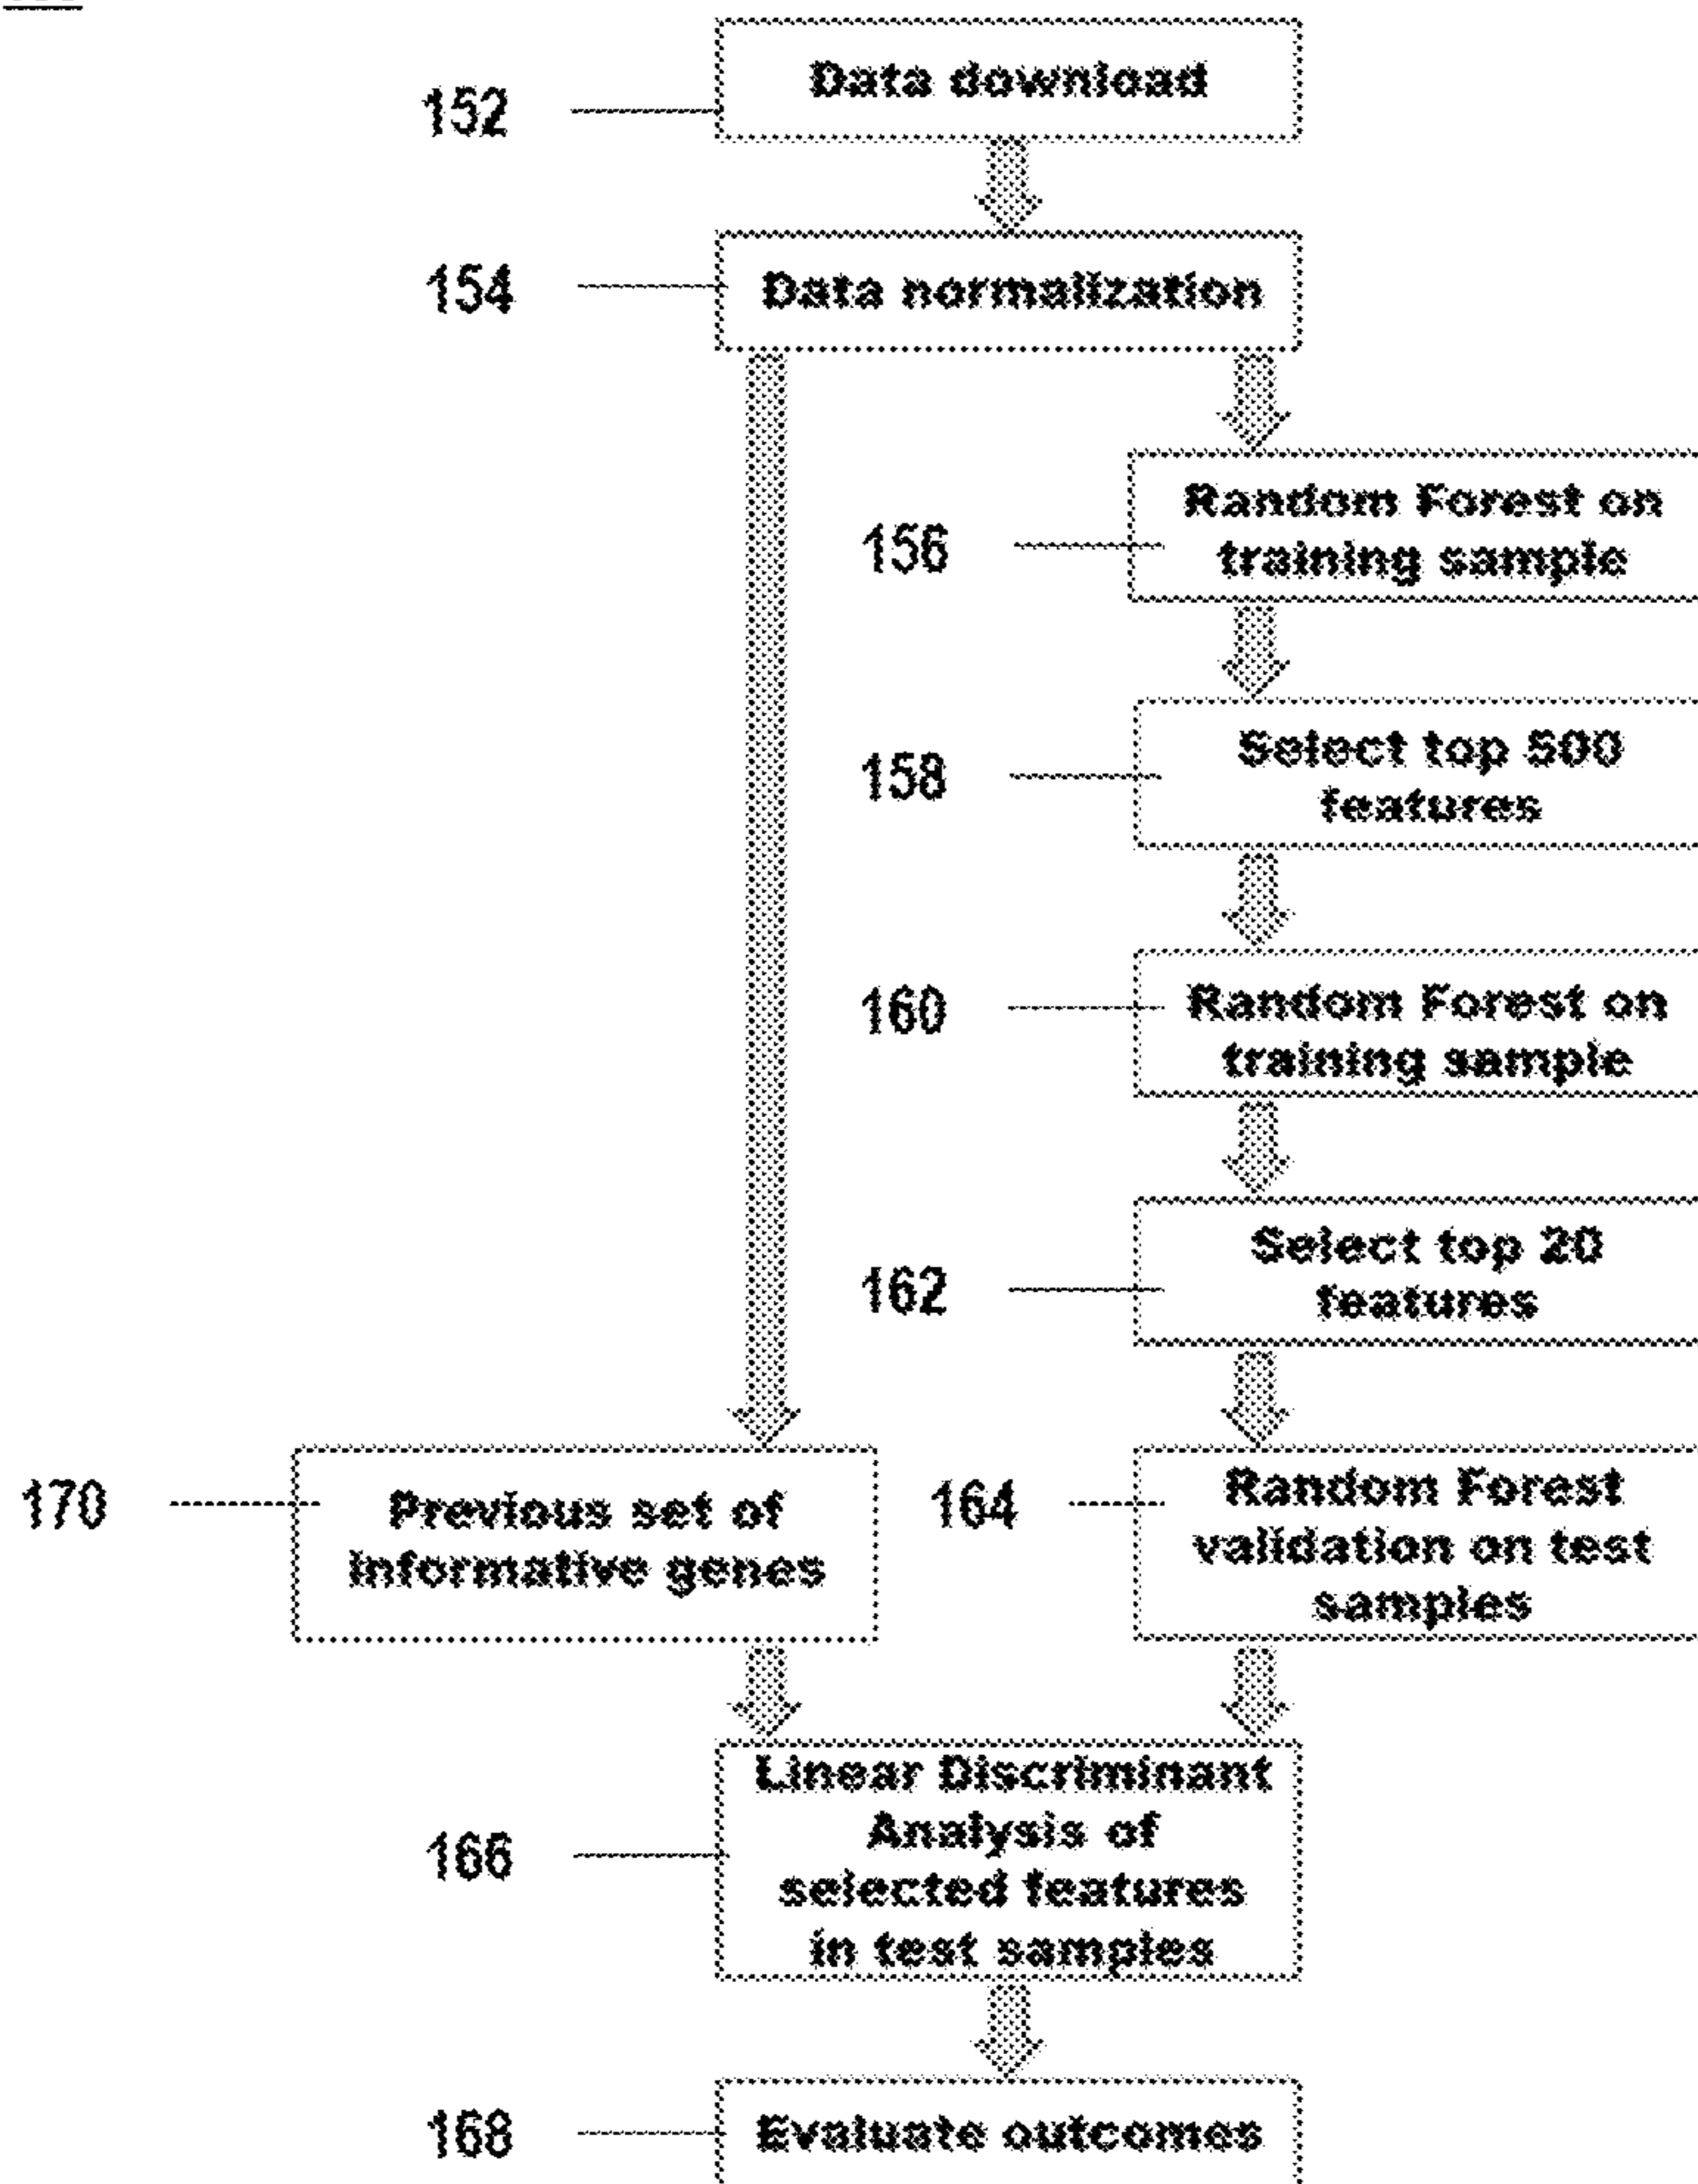 152
Data download
154
Data normalization
156
Random Forest on
training sample
158
Select top 500
features
160
Random Forest on
training sample
162
Select top 20
features
170
Previous set of
informative genes
164
Random Forest
validation on test
samples
166
Linear Discriminant
Analysis of
selected features
in test samples
168
Evaluate outcomes